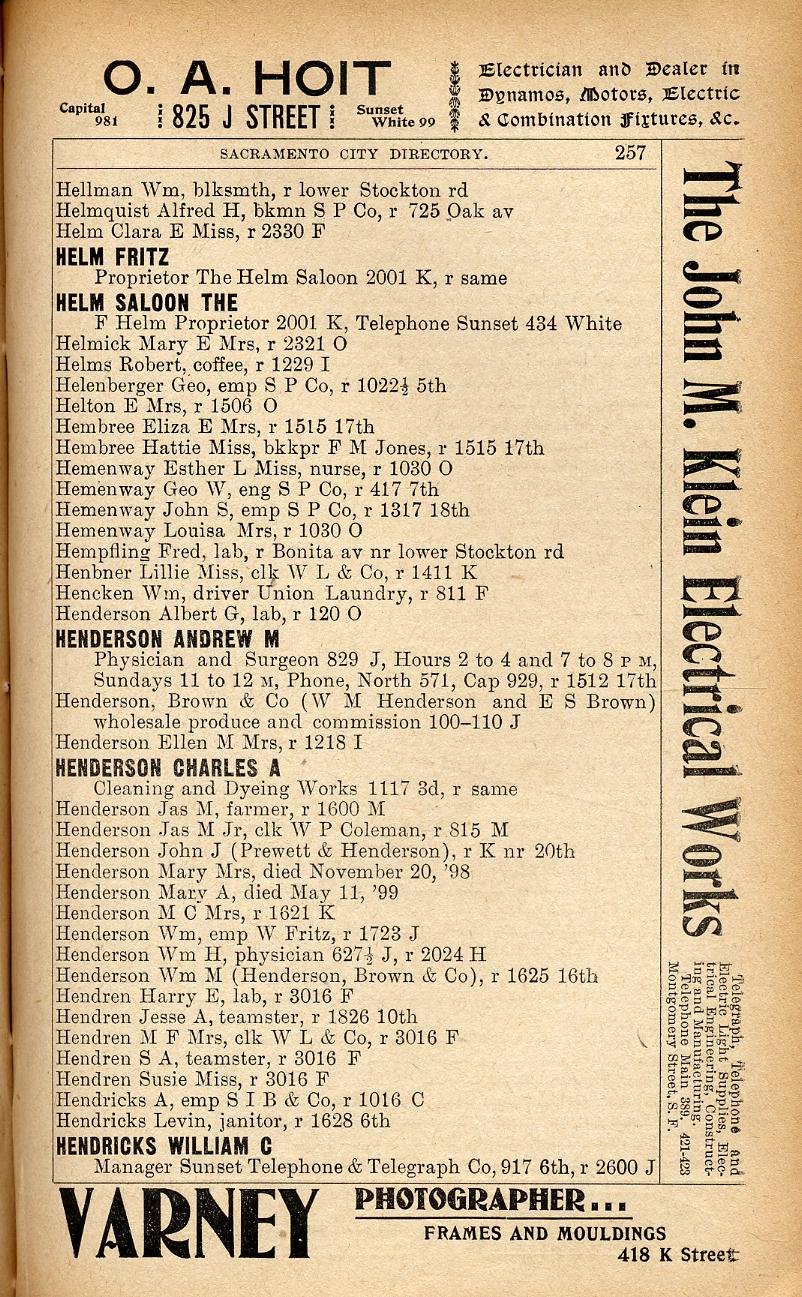 O. A. HOIT
Capital 981
825 J STREET
Sunset White 99
Electrician and Dealer in
Dynamos, Motors, Electric
& Combination Fixtures, &c.
SACRAMENTO CITY DIRECTORY. 257
Hellman Wm, blksmth, r lower Stockton rd
Helmquist Alfred H, bkmn S P Co, r 725 Oak av
Helm Clara E Miss, r 2330 F
HELM FRITZ
Proprietor The Helm Saloon 2001 K, r same
HELM SALOON THE
F Helm Proprietor 2001 K, Telephone Sunset 434 White
Helmick Mary E Mrs, r 2321 O
Helms Robert, coffee, r 1229 I
Helenberger Geo, emp S P Co, r 1022½ 5th
Helton E Mrs, r 1506 O
Hembree Eliza E Mrs, r 1515 17th
Hembree Hattie Miss, bkkpr F M Jones, r 1515 17th
Hemenway Esther L Miss, nurse, r 1030 O
Hemenway Geo W, eng S P Co, r 417 7th
Hemenway John S, emp S P Co, r 1317 18th
Hemenway Louisa Mrs, r 1030 O
Hempfling Fred, lab, r Bonita av nr lower Stockton rd
Henbner Lillie Miss, clk W L & Co, r 1411 K
Hencken Wm, driver Union Laundry, r 811 F
Henderson Albert G, lab, r 120 O
HENDERSON ANDREW M
Physician and Surgeon 829 J, Hours 2 to 4 and 7 to 8 P M,
Sundays 11 to 12 M, Phone, North 571, Cap 929, r 1512 17th
Henderson, Brown & Co (W M Henderson and E S Brown)
wholesale produce and commission 100–110 J
Henderson Ellen M Mrs, r 1218 I
HENDERSON CHARLES A
Cleaning and Dyeing Works 1117 3d, r same
Henderson Jas M, farmer, r 1600 M
Henderson Jas M Jr, clk W P Coleman, r 815 M
Henderson John J (Prewett & Henderson), r K nr 20th
Henderson Mary Mrs, died November 20, '98
Henderson Mary A, died May 11, '99
Henderson M C Mrs, r 1621 K
Henderson Wm, emp W Fritz, r 1723 J
Henderson Wm H, physician 627½ J, r 2024 H
Henderson Wm M (Henderson, Brown & Co), r 1625 16th
Hendren Harry E, lab, r 3016 F
Hendren Jesse A, teamster, r 1826 10th
Hendren M F Mrs, clk W L & Co, r 3016 F
Hendren S A, teamster, r 3016 F
Hendren Susie Miss, r 3016 F
Hendricks A, emp S I B & Co, r 1016 C
Hendricks Levin, janitor, r 1628 6th
HENDRICKS WILLIAM C
Manager Sunset Telephone & Telegraph Co, 917 6th, r 2600 J
The John M. Klein Electrical Works
Telegraph, Telephone and
Electric Light Supplies, Elec-
trical Engineering, Construct-
ing and Manufacturing.
Telephone Main 389. 421-423
Montgomery Street, S. F.
VARNEY
PHOTOGRAPHER...
FRAMES AND MOULDINGS
418 K Street